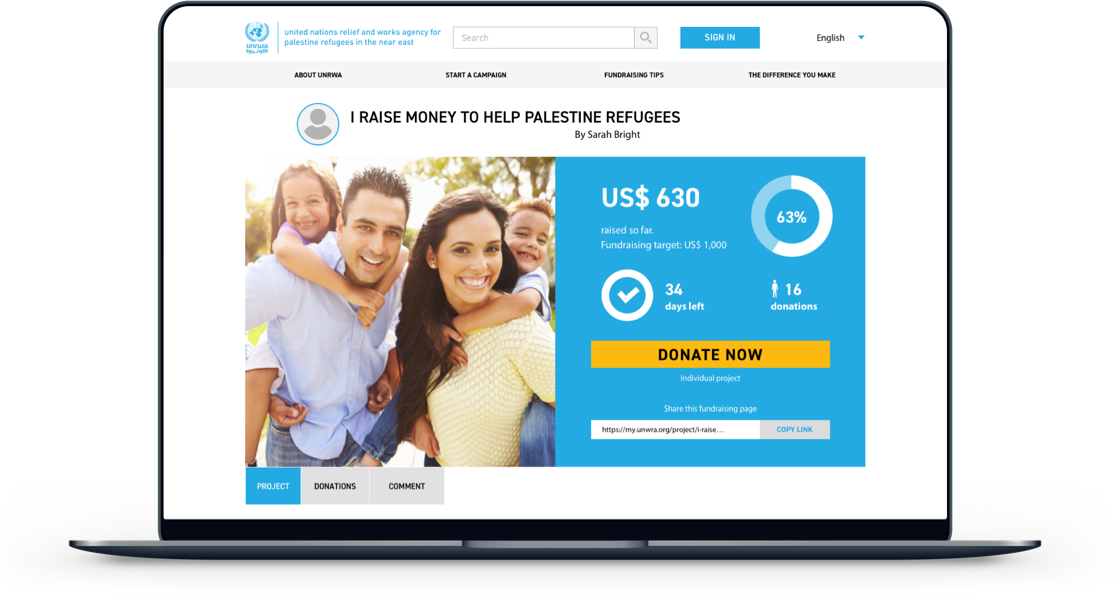 unrwa
الأونروا
united nations relief and works agency for
palestine refugees in the near east
Search
SIGN IN
English
ABOUT UNRWA
START A CAMPAIGN
FUNDRAISING TIPS
THE DIFFERENCE YOU MAKE
I RAISE MONEY TO HELP PALESTINE REFUGEES
By Sarah Bright
US$ 630
63%
raised so far.
Fundraising target: US$ 1,000
34
days left
16
donations
DONATE NOW
Individual project
Share this fundraising page
https://my.unwra.org/project/i-raise...
COPY LINK
PROJECT
DONATIONS
COMMENT